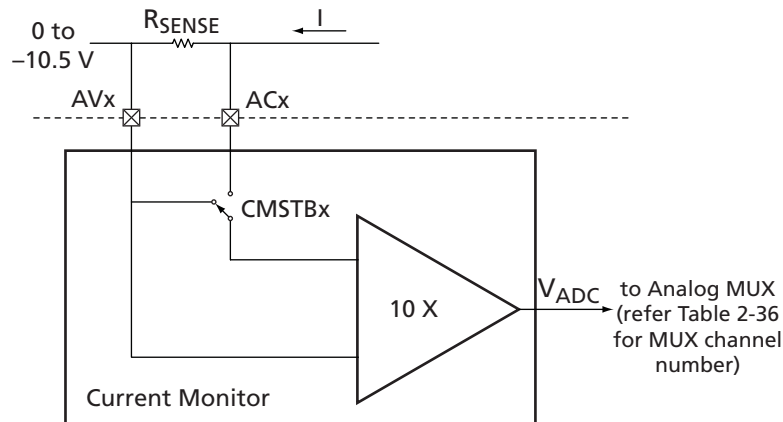 0 to
–10.5 V
RSENSE
I
AVx
ACx
CMSTBx
10 X
VADC
to Analog MUX
(refer Table 2-36
for MUX channel
number)
Current Monitor